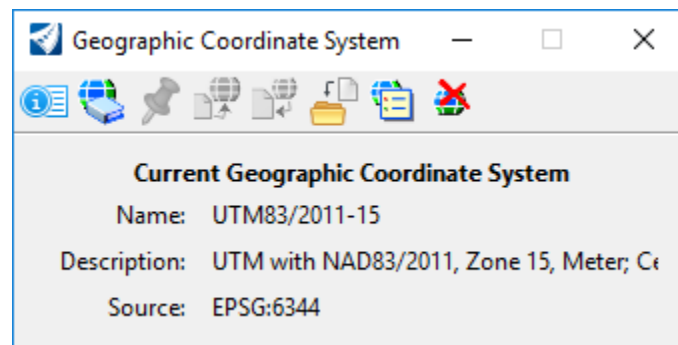 Geographic Coordinate System
Current Geographic Coordinate System
Name: UTM83/2011-15
Description: UTM with NAD83/2011, Zone 15, Meter; Ce
Source: EPSG:6344